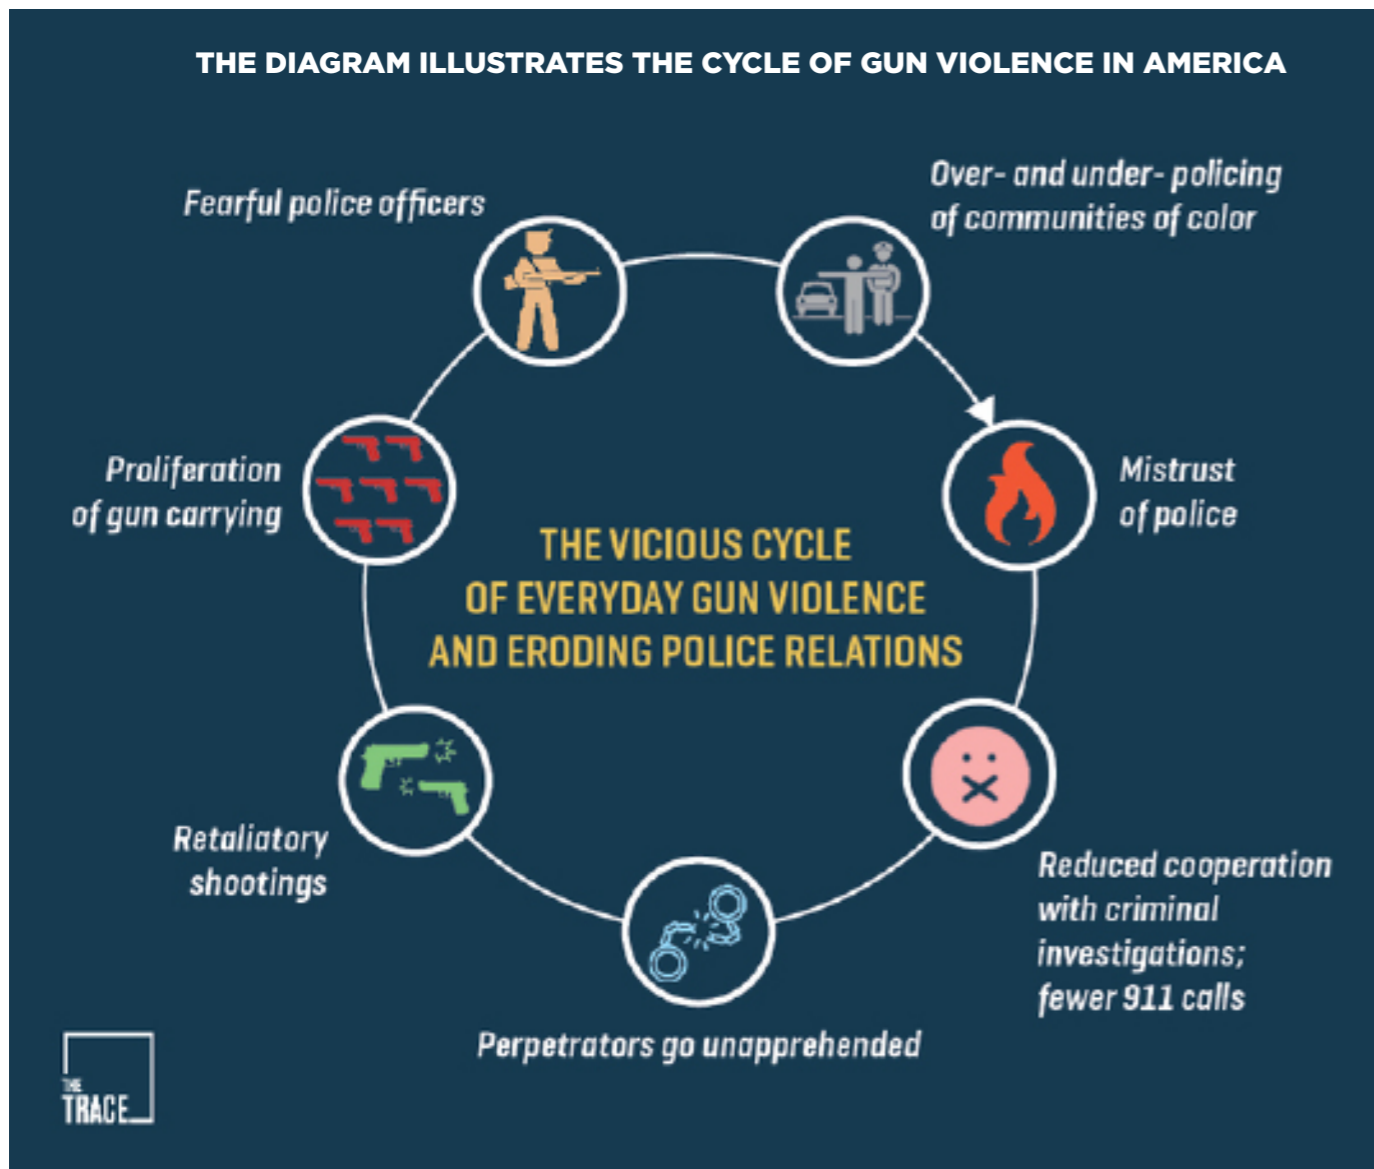 THE DIAGRAM ILLUSTRATES THE CYCLE OF GUN VIOLENCE IN AMERICA
Fearful police officers
Over- and under- policing
of communities of color
Proliferation
of gun carrying
Mistrust
of police
THE VICIOUS CYCLE
OF EVERYDAY GUN VIOLENCE
AND ERODING POLICE RELATIONS
Retaliatory
shootings
Reduced cooperation
with criminal
investigations;
fewer 911 calls
Perpetrators go unapprehended
THE
TRACE